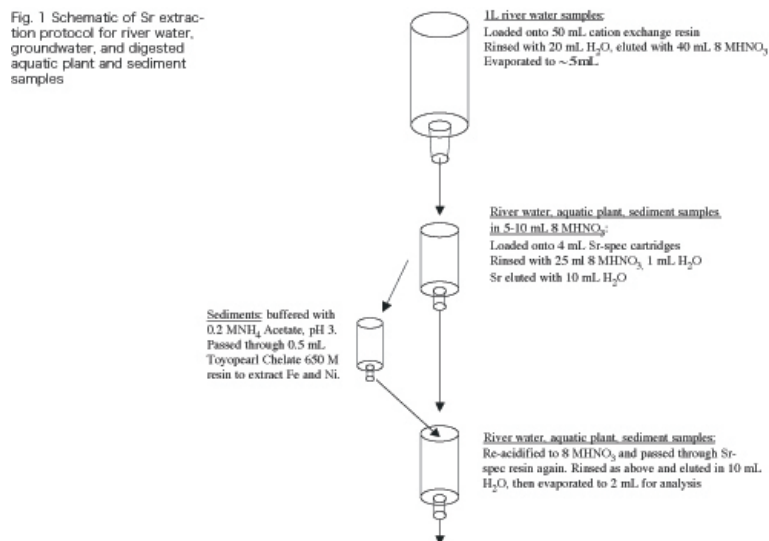 Fig. 1 Schematic of Sr extrac-
tion protocol for river water,
groundwater, and digested
aquatic plant and sediment
samples
1L river water samples:
Loaded onto 50 mL cation exchange resin
Rinsed with 20 mL H₂O, eluted with 40 mL 8 MHNO₃
Evaporated to ~5mL.
River water, aquatic plant, sediment samples
in 5-10 mL 8 MHNO₃:
Loaded onto 4 mL Sr-spec cartridges
Rinsed with 25 ml 8 MHNO₃, 1 mL H₂O
Sr eluted with 10 mL H₂O
Sediments: buffered with
0.2 MNH₄ Acetate, pH 3.
Passed through 0.5 mL
Toyopearl Chelate 650 M
resin to extract Fe and Ni.
River water, aquatic plant, sediment samples:
Re-acidified to 8 MHNO₃ and passed through Sr-
spec resin again. Rinsed as above and eluted in 10 mL
H₂O, then evaporated to 2 mL for analysis